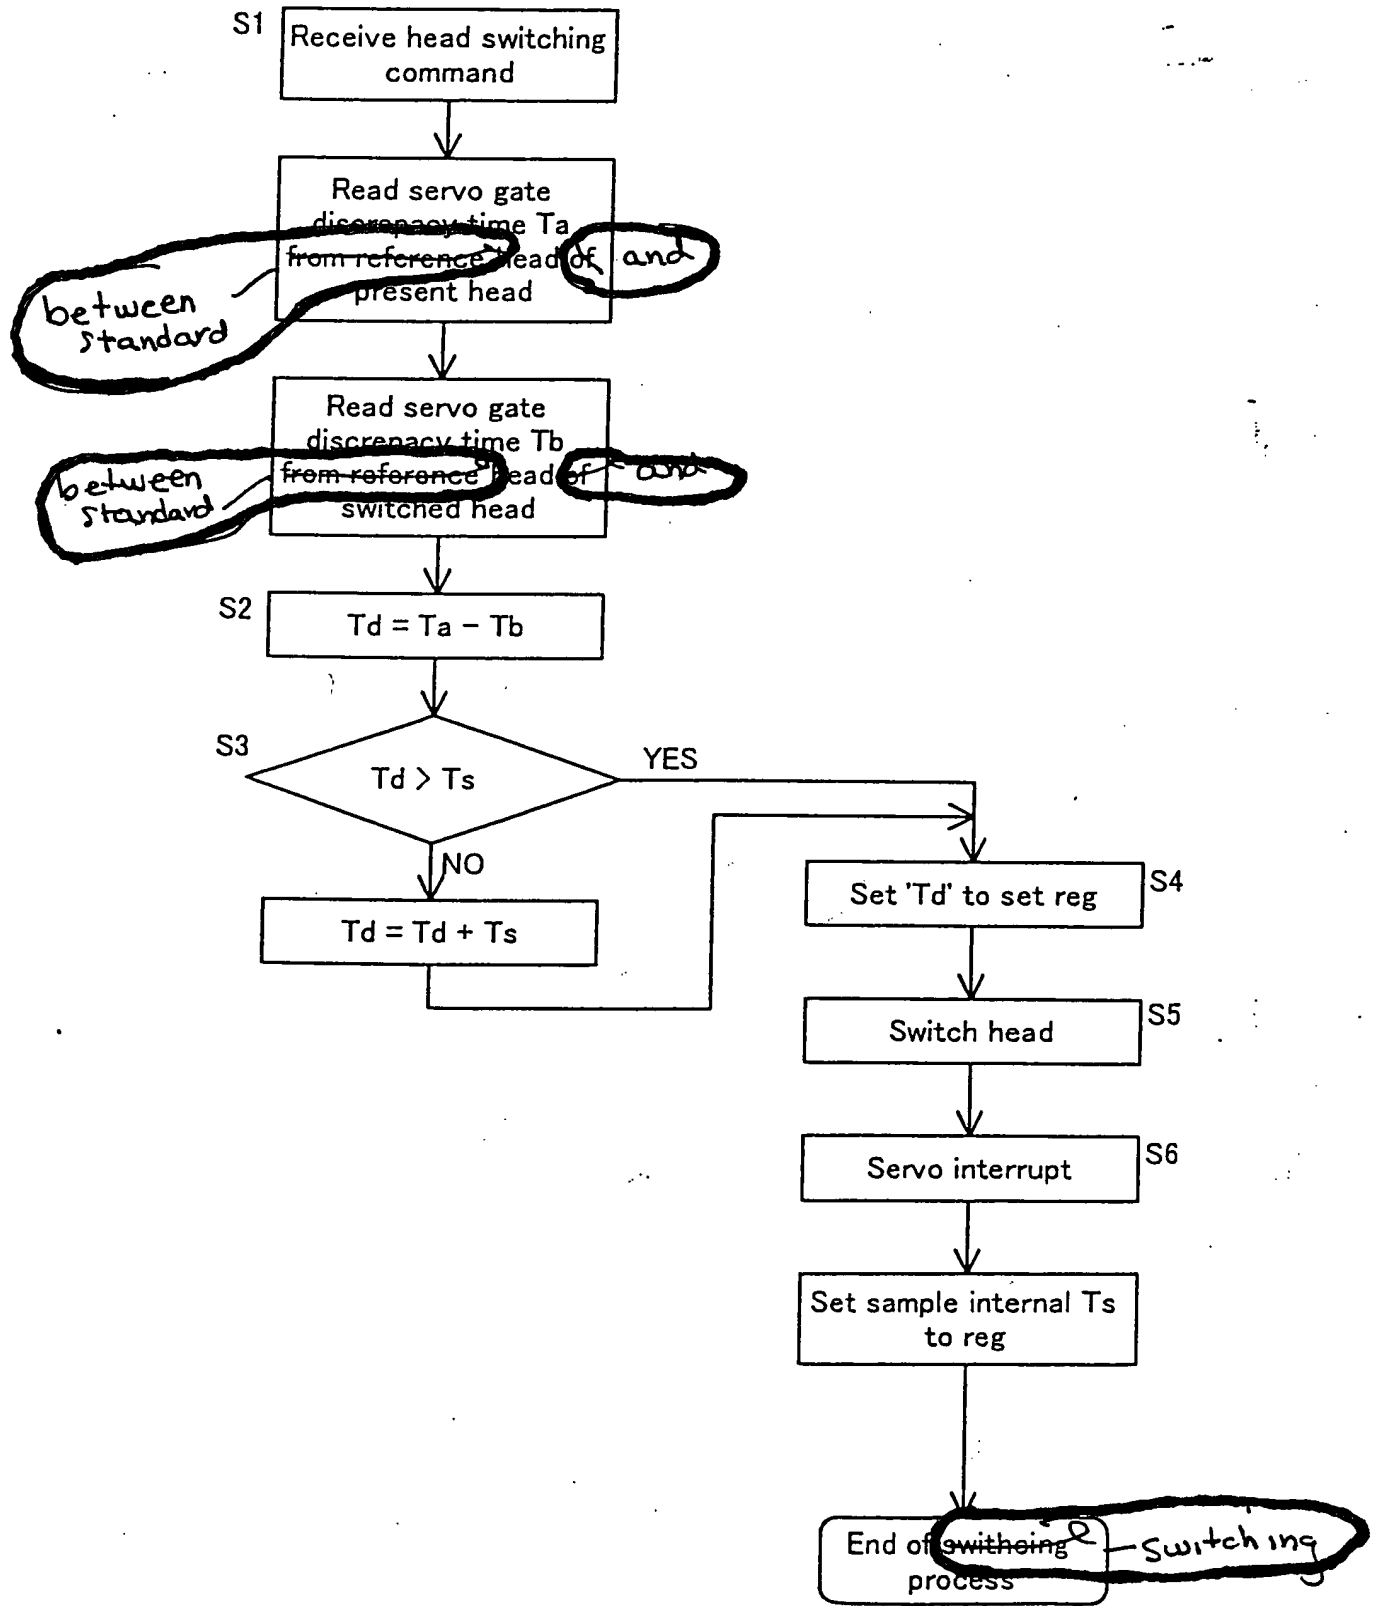 S1
Receive head switching
command
Read servo gate
discrepacy time Ta
from reference head of and
present head
between
standard
Read servo gate
discrepacy time Tb
from reference head of and
switched head
between
standard
S2
Td = Ta - Tb
S3
Td > Ts
YES
NO
Td = Td + Ts
Set 'Td' to set reg
S4
Switch head
S5
Servo interrupt
S6
Set sample internal Ts
to reg
End of swithoing switching
process